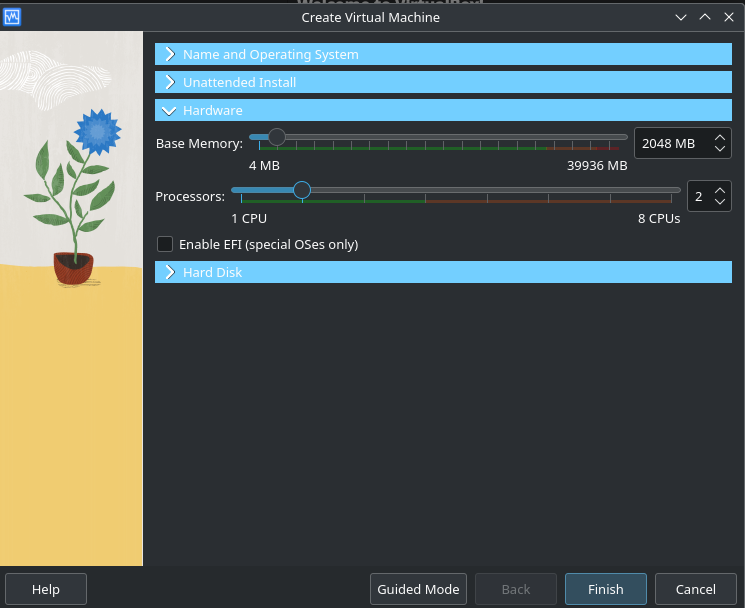 Create Virtual Machine
Name and Operating System
Unattended Install
Hardware
Base Memory: 2048 MB
4 MB 39936 MB
Processors: 2
1 CPU 8 CPUs
Enable EFI (special OSes only)
Hard Disk
Help Guided Mode Back Finish Cancel